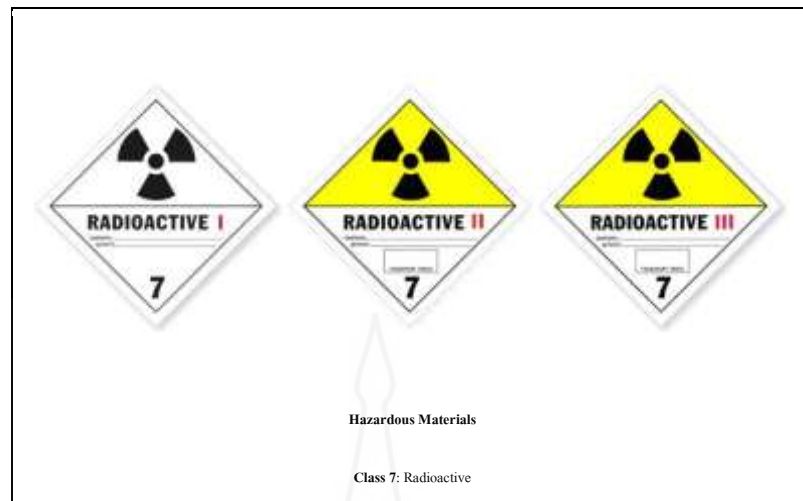 RADIOACTIVE I
7
RADIOACTIVE II
7
RADIOACTIVE III
7
Hazardous Materials
Class 7: Radioactive